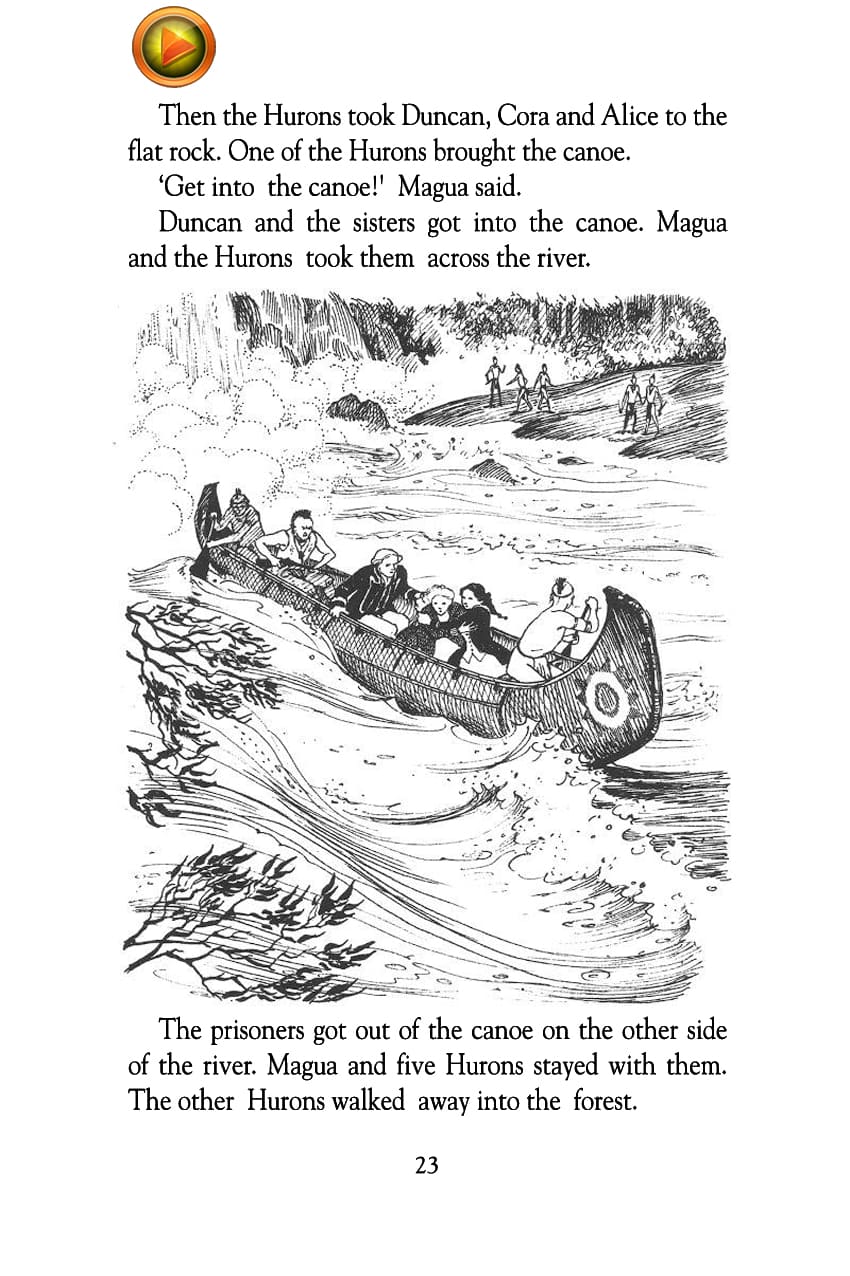 Then the Hurons took Duncan, Cora and Alice to the
flat rock. One of the Hurons brought the canoe.
‘Get into the canoe!' Magua said.
Duncan and the sisters got into the canoe. Magua
and the Hurons took them across the river.
The prisoners got out of the canoe on the other side
of the river. Magua and five Hurons stayed with them.
The other Hurons walked away into the forest.
23